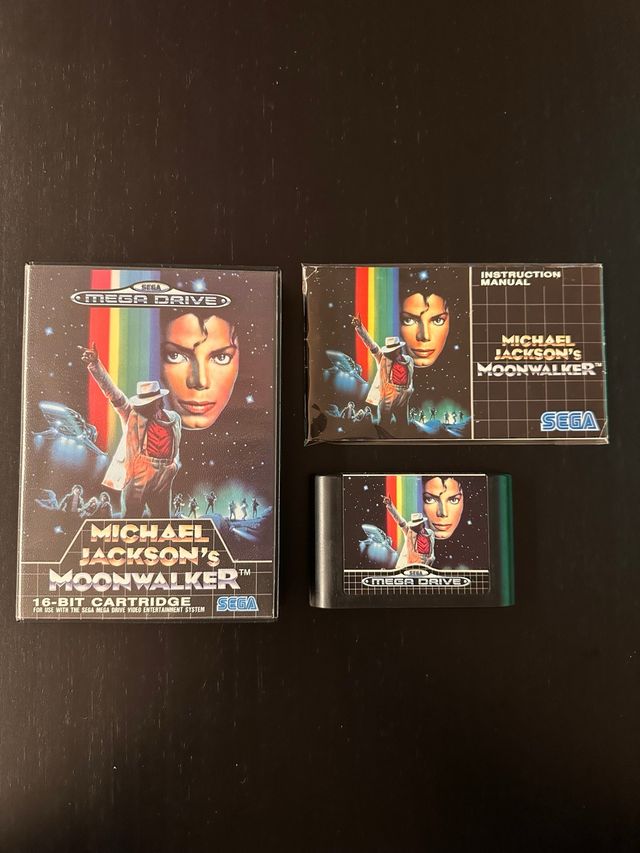 SEGA
MEGA DRIVE
MICHAEL
JACKSON's
MOONWALKER™
16-BIT CARTRIDGE
FOR USE WITH THE SEGA MEGA DRIVE VIDEO ENTERTAINMENT SYSTEM
SEGA
INSTRUCTION
MANUAL
MICHAEL
JACKSON's
MOONWALKER™
SEGA
SEGA
MEGA DRIVE